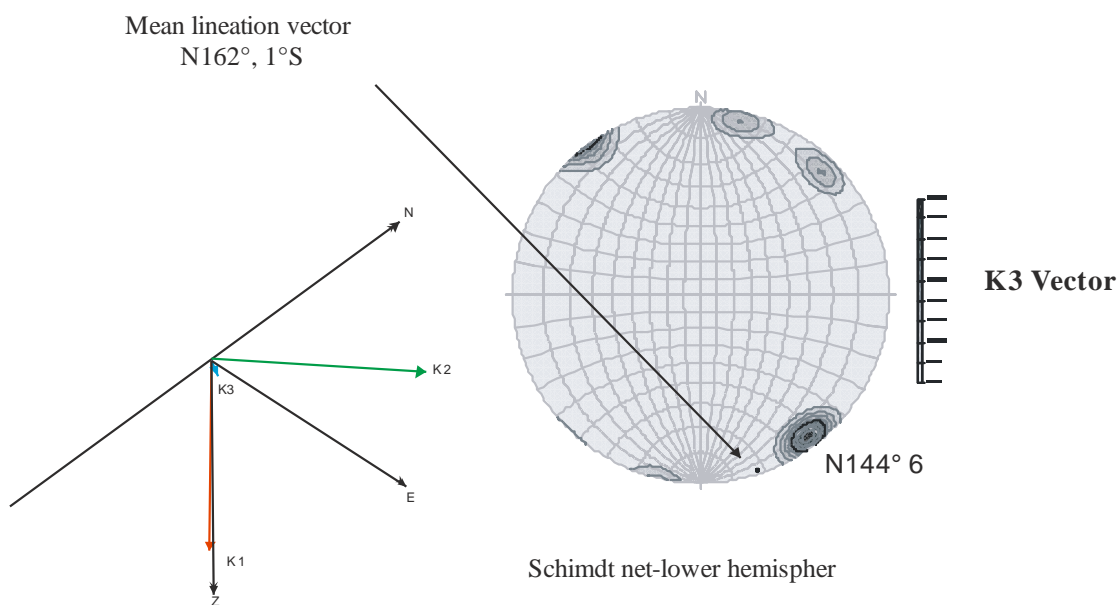 Mean lineation vector
N162°, 1°S
N
N
K2
K3
K3 Vector
N144° 6
E
K1
Z
Schimdt net-lower hemispher